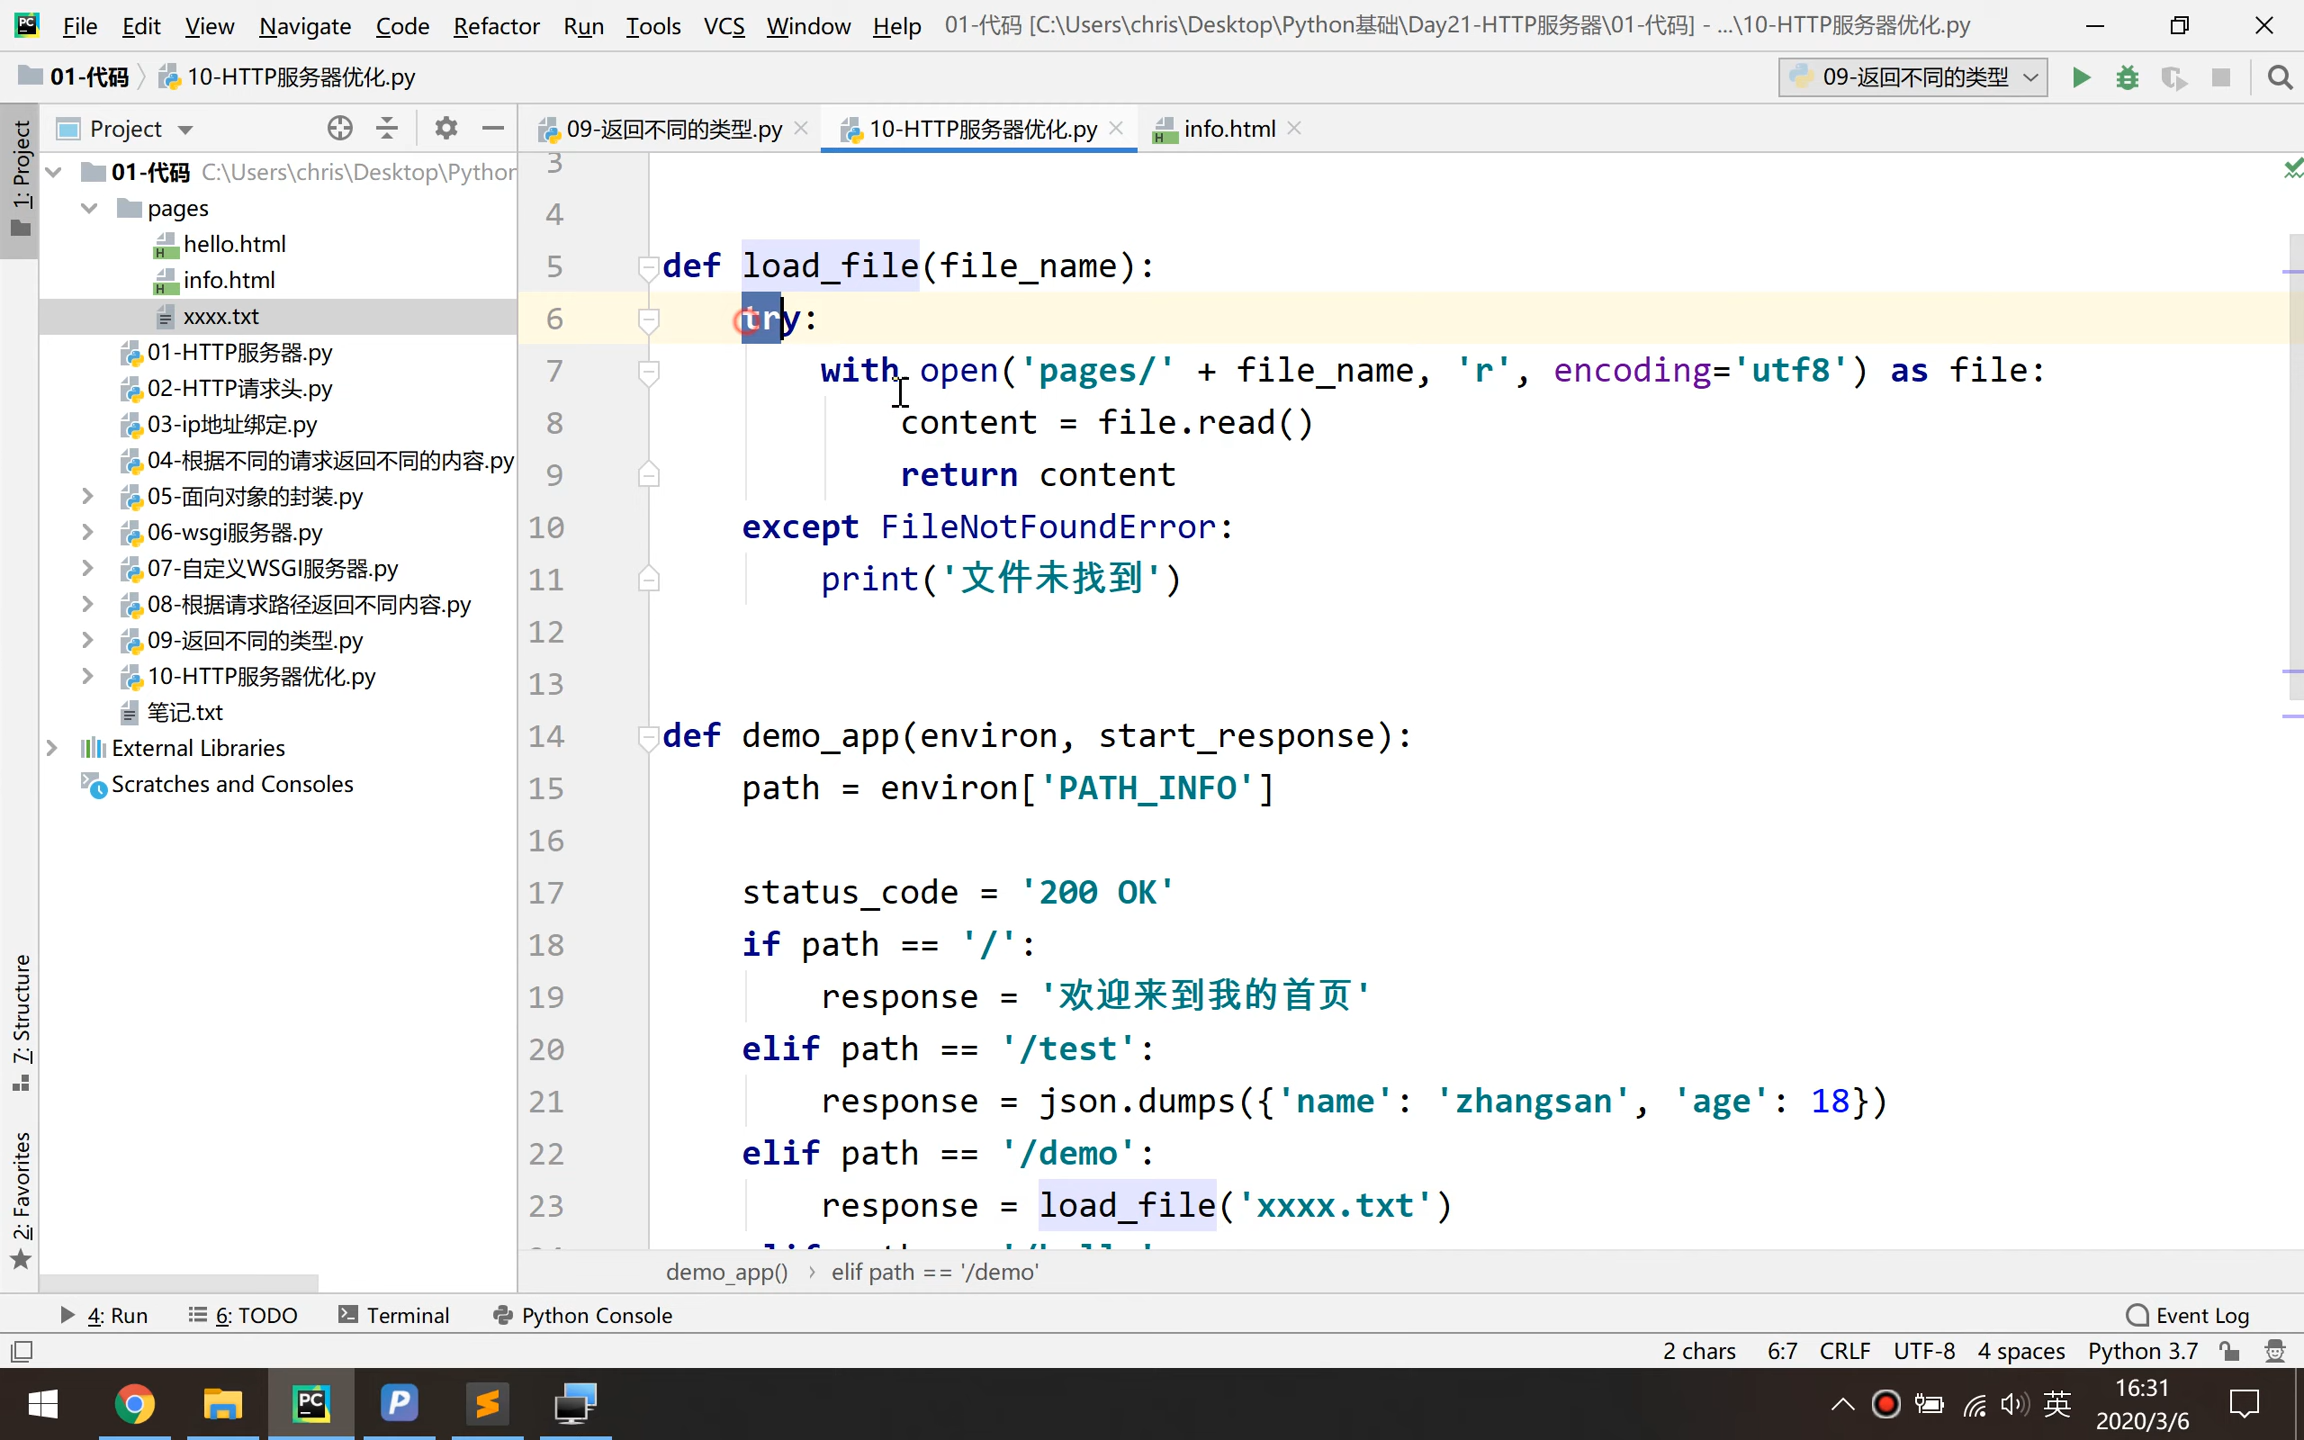 File Edit View Navigate Code Refactor Run Tools VCS Window Help 01-代码 [C:\Users\chris\Desktop\Python基础\Day21-HTTP服务器\01-代码] - ...\10-HTTP服务器优化.py
01-代码 10-HTTP服务器优化.py 09-返回不同的类型
Project 09-返回不同的类型.py 10-HTTP服务器优化.py info.html
1: Project
01-代码 C:\Users\chris\Desktop\Python
pages
hello.html
info.html
xxxx.txt
01-HTTP服务器.py
02-HTTP请求头.py
03-ip地址绑定.py
04-根据不同的请求返回不同的内容.py
05-面向对象的封装.py
06-wsgi服务器.py
07-自定义WSGI服务器.py
08-根据请求路径返回不同内容.py
09-返回不同的类型.py
10-HTTP服务器优化.py
笔记.txt
External Libraries
Scratches and Consoles
7: Structure
2: Favorites
3
4
5 def load_file(file_name):
6 try:
7 with open('pages/' + file_name, 'r', encoding='utf8') as file:
8 content = file.read()
9 return content
10 except FileNotFoundError:
11 print('文件未找到')
12
13
14 def demo_app(environ, start_response):
15 path = environ['PATH_INFO']
16
17 status_code = '200 OK'
18 if path == '/':
19 response = '欢迎来到我的首页'
20 elif path == '/test':
21 response = json.dumps({'name': 'zhangsan', 'age': 18})
22 elif path == '/demo':
23 response = load_file('xxxx.txt')
demo_app() › elif path == '/demo'
4: Run 6: TODO Terminal Python Console Event Log
2 chars 6:7 CRLF UTF-8 4 spaces Python 3.7
英 16:31
2020/3/6